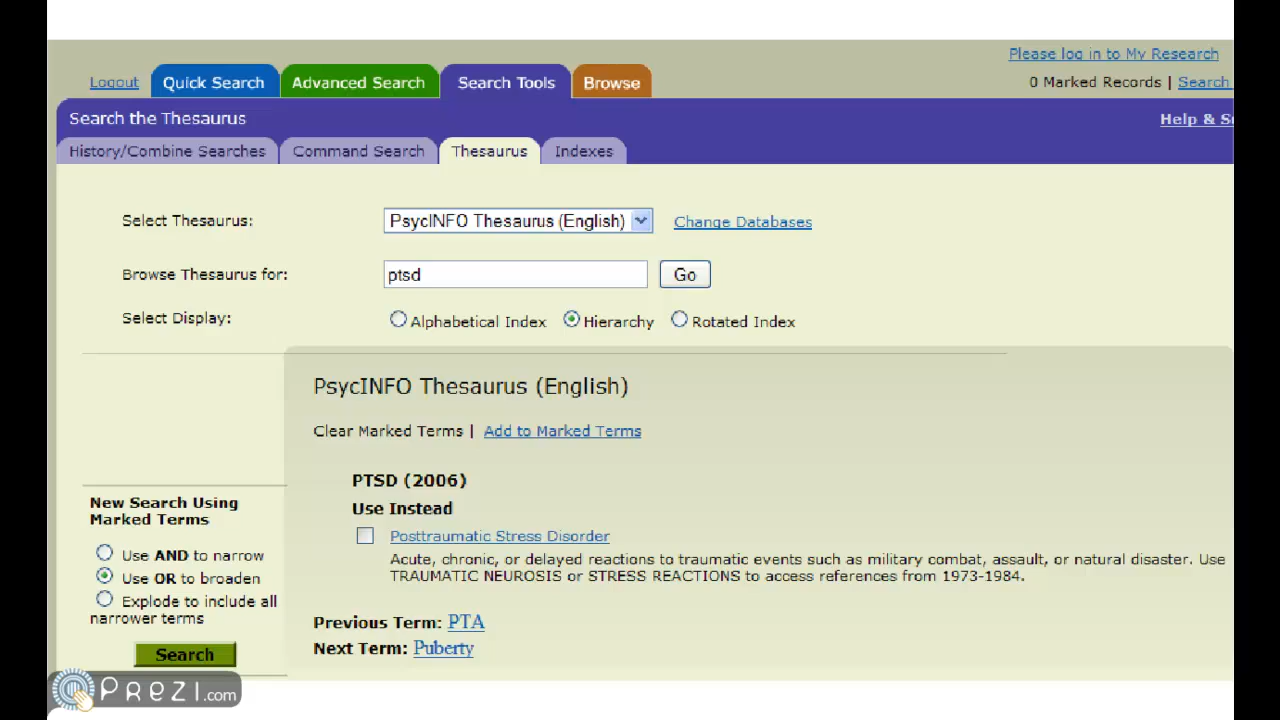 Please log in to My Research
Logout Quick Search Advanced Search Search Tools Browse 0 Marked Records | Search
Search the Thesaurus Help &
History/Combine Searches Command Search Thesaurus Indexes
Select Thesaurus: PsycINFO Thesaurus (English) Change Databases
Browse Thesaurus for: ptsd Go
Select Display: Alphabetical Index Hierarchy Rotated Index
PsycINFO Thesaurus (English)
Clear Marked Terms | Add to Marked Terms
PTSD (2006)
Use Instead
Posttraumatic Stress Disorder
Acute, chronic, or delayed reactions to traumatic events such as military combat, assault, or natural disaster. Use
TRAUMATIC NEUROSIS or STRESS REACTIONS to access references from 1973-1984.
Previous Term: PTA
Next Term: Puberty
New Search Using
Marked Terms
Use AND to narrow
Use OR to broaden
Explode to include all
narrower terms
Search
PREZI.com